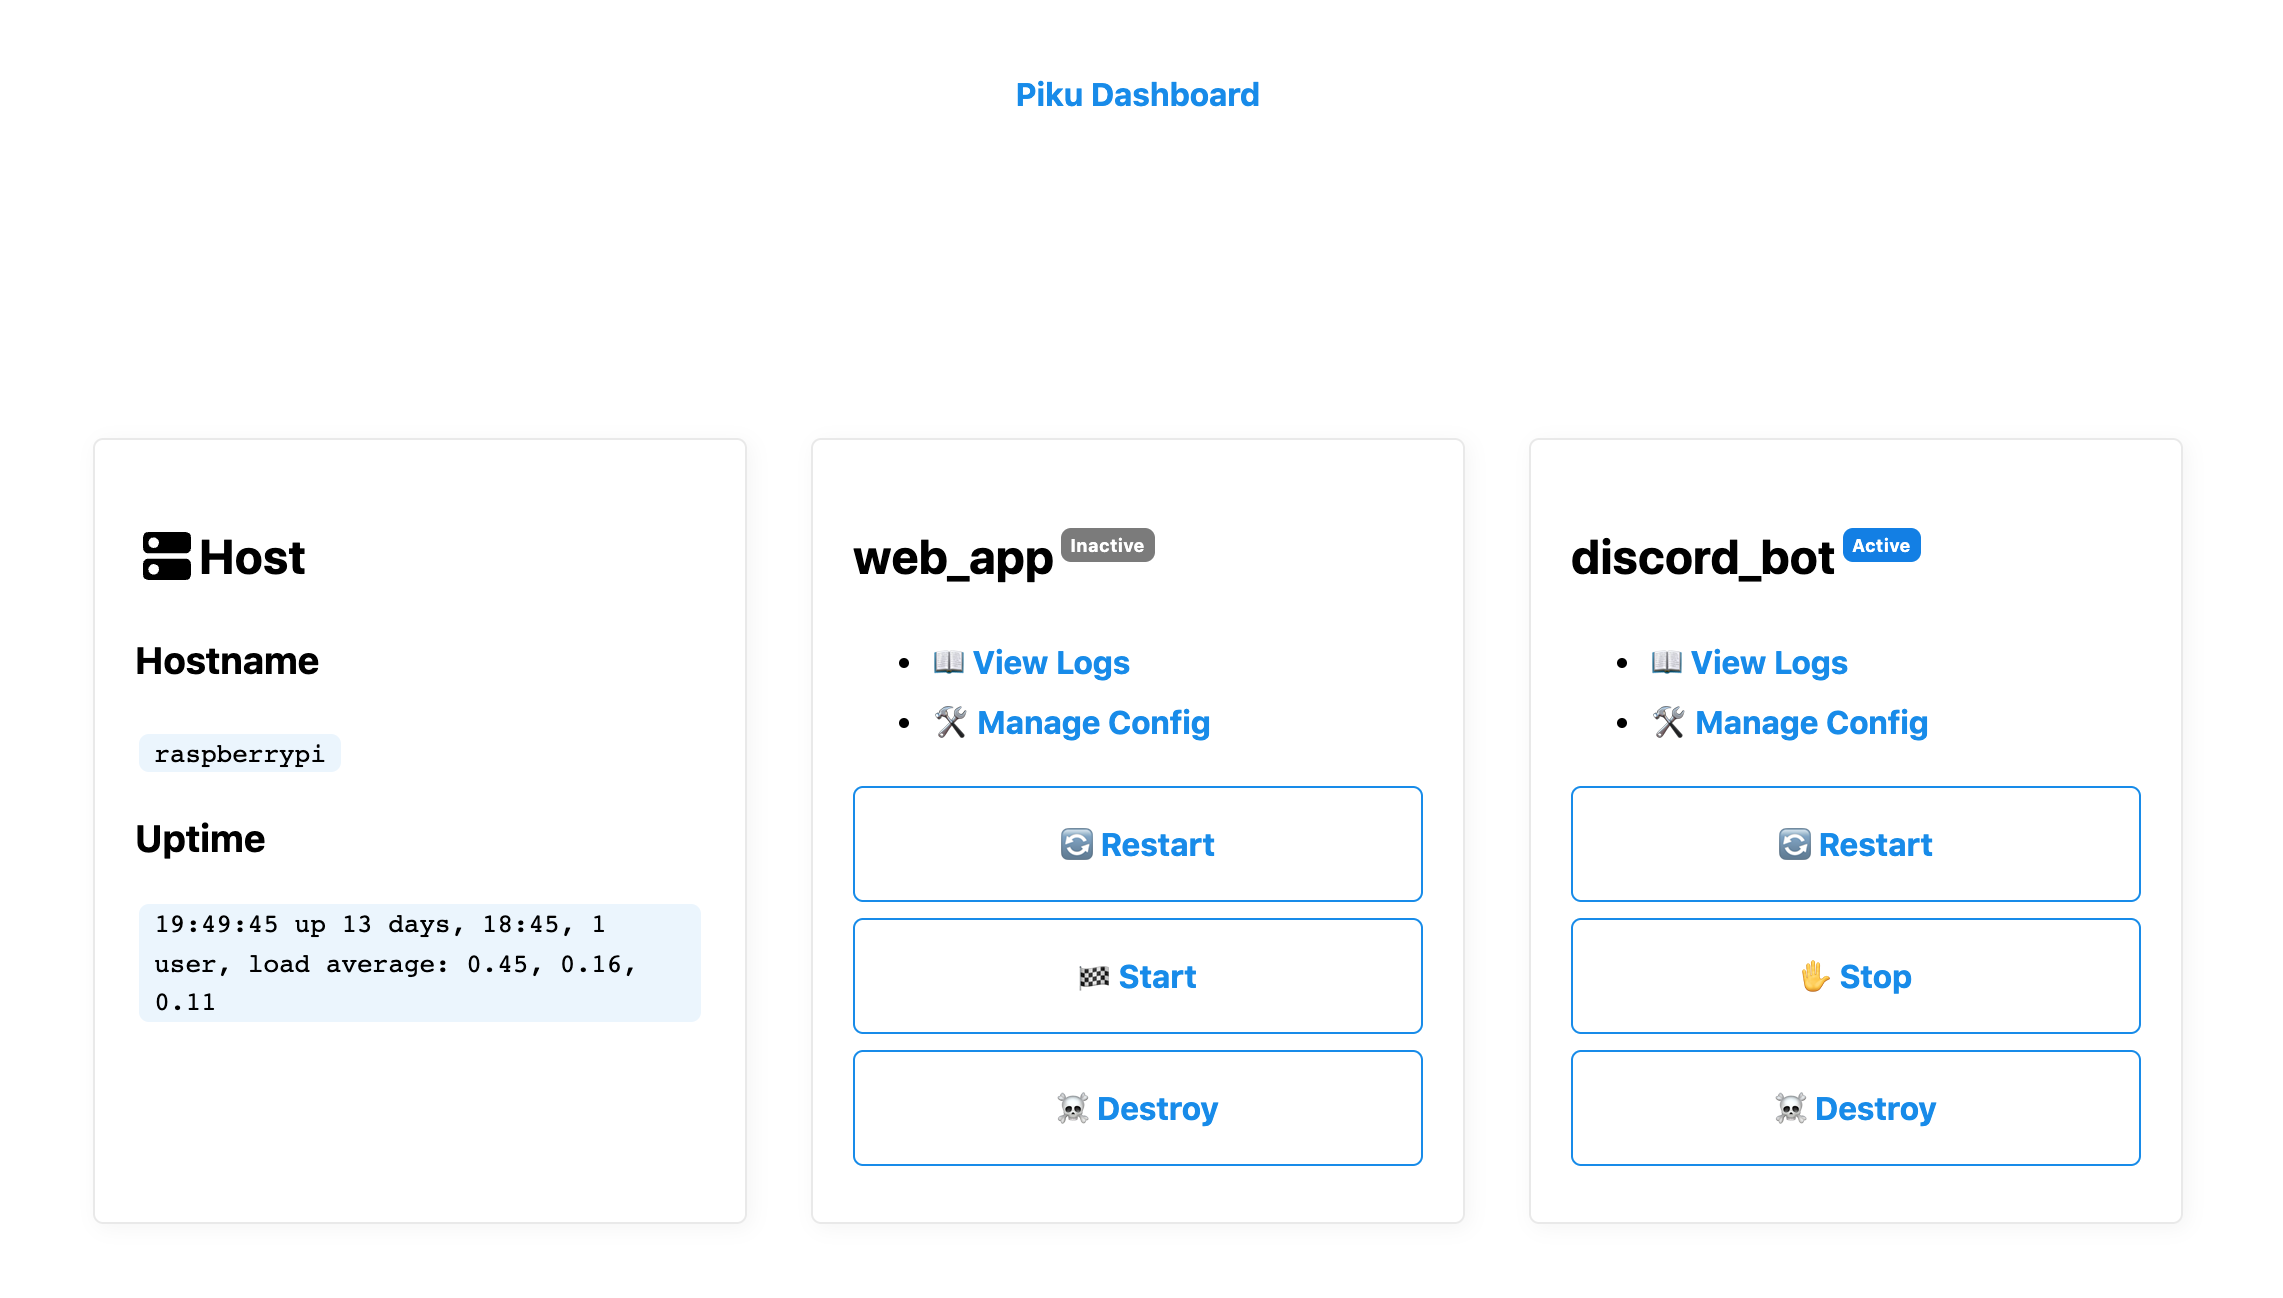 Piku Dashboard
Host
Hostname
raspberrypi
Uptime
19:49:45 up 13 days, 18:45, 1
user, load average: 0.45, 0.16,
0.11
web_app Inactive
View Logs
Manage Config
Restart
Start
Destroy
discord_bot Active
View Logs
Manage Config
Restart
Stop
Destroy